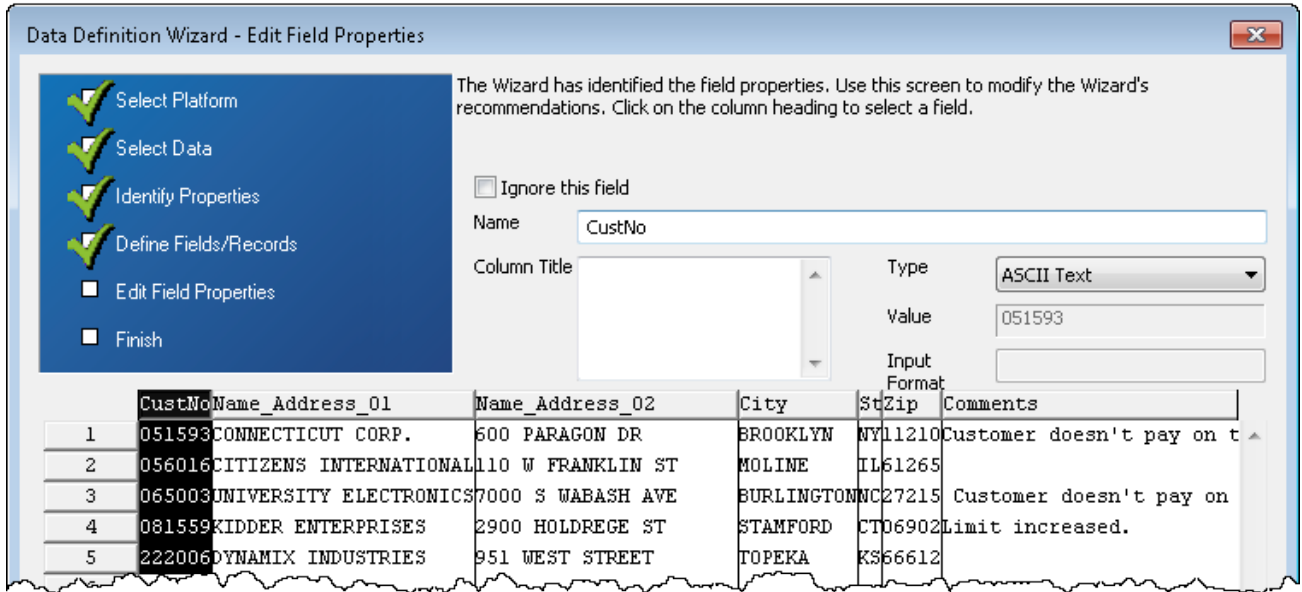 Data Definition Wizard - Edit Field Properties
Select Platform
Select Data
Identify Properties
Define Fields/Records
Edit Field Properties
Finish
The Wizard has identified the field properties. Use this screen to modify the Wizard's
recommendations. Click on the column heading to select a field.
Ignore this field
Name CustNo
Column Title
Type ASCII Text
Value 051593
Input
Format
CustNo Name_Address_01 Name_Address_02 City St Zip Comments
1 051593 CONNECTICUT CORP. 600 PARAGON DR BROOKLYN NY 11210 Customer doesn't pay on t
2 056016 CITIZENS INTERNATIONAL 110 W FRANKLIN ST MOLINE IL 61265
3 065003 UNIVERSITY ELECTRONICS 7000 S WABASH AVE BURLINGTON NC 27215 Customer doesn't pay on
4 081559 KIDDER ENTERPRISES 2900 HOLDREGE ST STAMFORD CT 06902 Limit increased.
5 222006 DYNAMIX INDUSTRIES 951 WEST STREET TOPEKA KS 66612